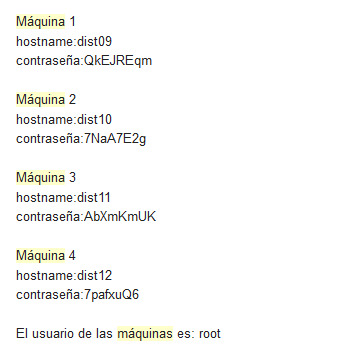 Máquina 1
hostname:dist09
contraseña:QkEJREqm
Máquina 2
hostname:dist10
contraseña:7NaA7E2g
Máquina 3
hostname:dist11
contraseña:AbXmKmUK
Máquina 4
hostname:dist12
contraseña:7pafxuQ6
El usuario de las máquinas es: root